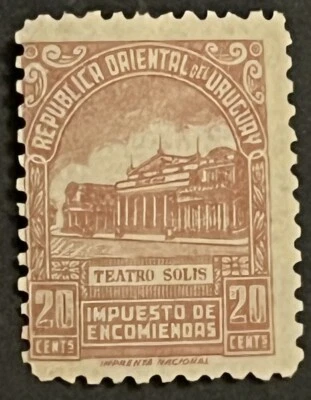 REPUBLICA ORIENTAL DEL URUGUAY
TEATRO SOLIS
20 CENTS
IMPUESTO DE
ENCOMIENDAS
20 CENTS
IMPRENTA NACIONAL